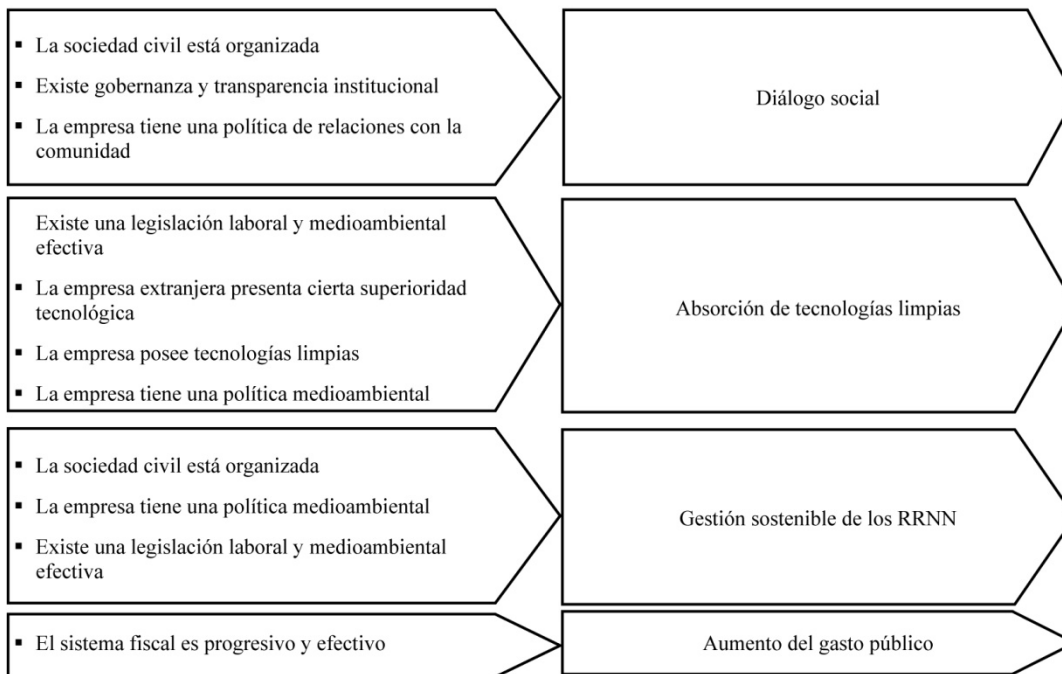 ▪ La sociedad civil está organizada
▪ Existe gobernanza y transparencia institucional
▪ La empresa tiene una política de relaciones con la
comunidad
Diálogo social
Existe una legislación laboral y medioambiental
efectiva
▪ La empresa extranjera presenta cierta superioridad
tecnológica
▪ La empresa posee tecnologías limpias
▪ La empresa tiene una política medioambiental
Absorción de tecnologías limpias
▪ La sociedad civil está organizada
▪ La empresa tiene una política medioambiental
▪ Existe una legislación laboral y medioambiental
efectiva
Gestión sostenible de los RRNN
▪ El sistema fiscal es progresivo y efectivo
Aumento del gasto público